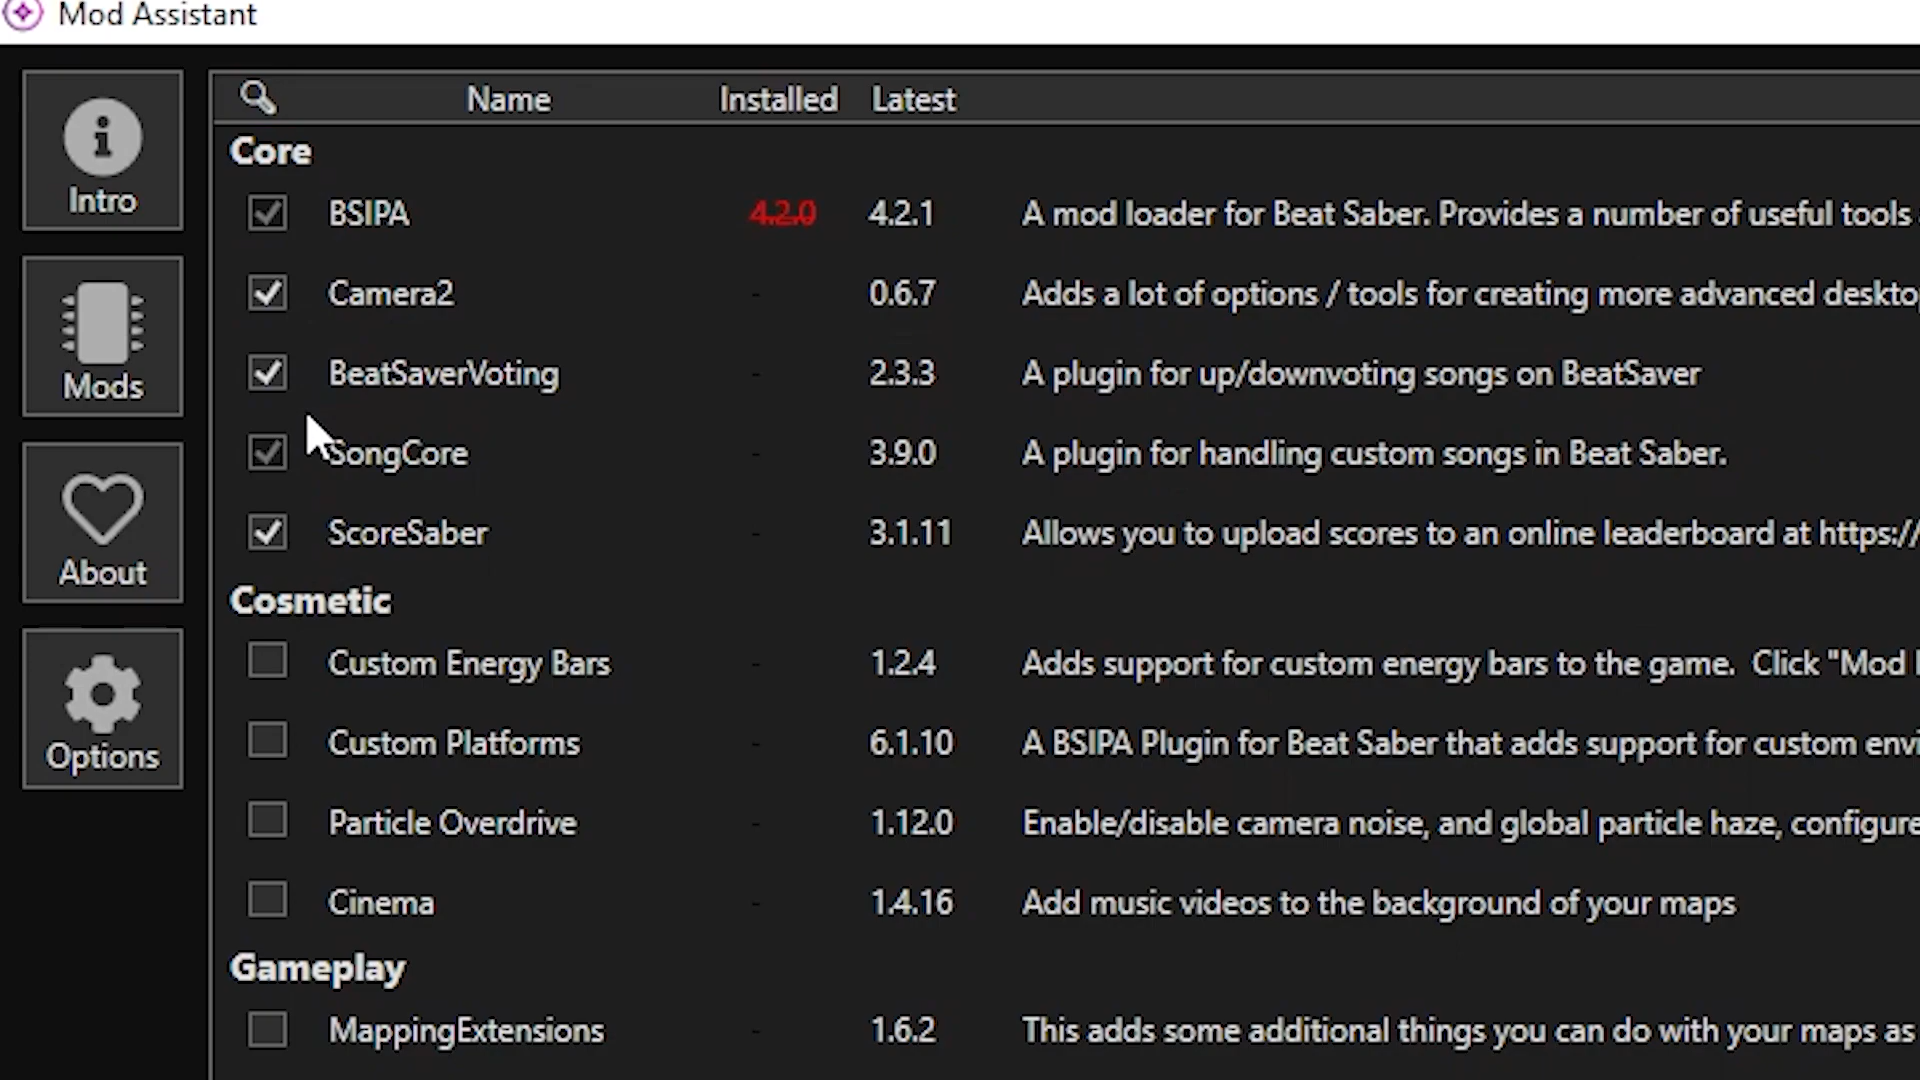 Mod Assistant
Intro
Mods
About
Options
Name Installed Latest
Core
BSIPA 4.2.0 4.2.1 A mod loader for Beat Saber. Provides a number of useful tools
Camera2 - 0.6.7 Adds a lot of options / tools for creating more advanced deskto
BeatSaverVoting - 2.3.3 A plugin for up/downvoting songs on BeatSaver
SongCore - 3.9.0 A plugin for handling custom songs in Beat Saber.
ScoreSaber - 3.1.11 Allows you to upload scores to an online leaderboard at https://
Cosmetic
Custom Energy Bars - 1.2.4 Adds support for custom energy bars to the game. Click "Mod
Custom Platforms - 6.1.10 A BSIPA Plugin for Beat Saber that adds support for custom envi
Particle Overdrive - 1.12.0 Enable/disable camera noise, and global particle haze, configure
Cinema - 1.4.16 Add music videos to the background of your maps
Gameplay
MappingExtensions - 1.6.2 This adds some additional things you can do with your maps as